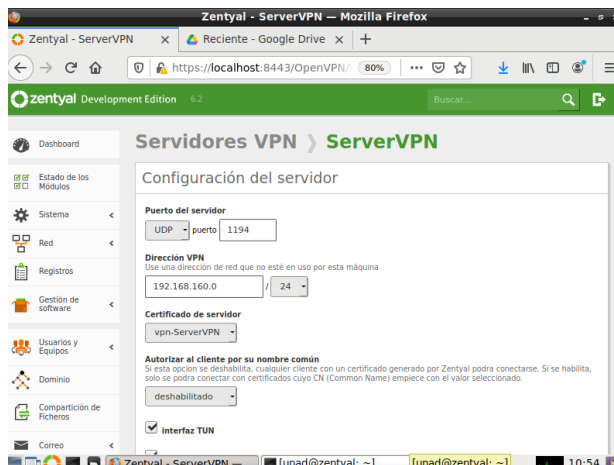 Zentyal - ServerVPN — Mozilla Firefox
Zentyal - ServerVPN
Reciente - Google Drive
https://localhost:8443/OpenVPN/
80%
zentyal Development Edition 6.2
Buscar...
Dashboard
Estado de los
Módulos
Sistema
Red
Registros
Gestión de
software
Usuarios y
Equipos
Dominio
Compartición de
Ficheros
Correo
Servidores VPN
ServerVPN
Configuración del servidor
Puerto del servidor
UDP puerto 1194
Dirección VPN
Use una dirección de red que no esté en uso por esta máquina
192.168.160.0 / 24
Certificado de servidor
vpn-ServerVPN
Autorizar al cliente por su nombre común
Si esta opcion se deshabilita, cualquier cliente con un certificado generado por Zentyal podra conectarse. Si se habilita,
solo se podra conectar con certificados cuyo CN (Common Name) empiece con el valor seleccionado.
deshabilitado
interfaz TUN
Zentyal - ServerVPN —
[unad@zentyal: ~]
[unad@zentyal: ~]
10:54